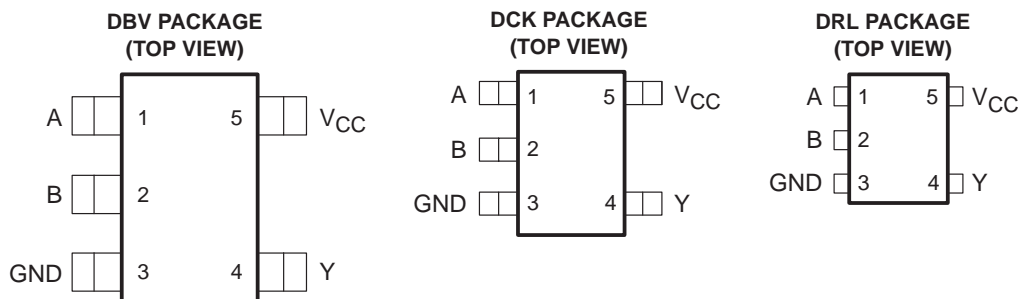 DBV PACKAGE
(TOP VIEW)
A 1 5 VCC
B 2
GND 3 4 Y
DCK PACKAGE
(TOP VIEW)
A 1 5 VCC
B 2
GND 3 4 Y
DRL PACKAGE
(TOP VIEW)
A 1 5 VCC
B 2
GND 3 4 Y